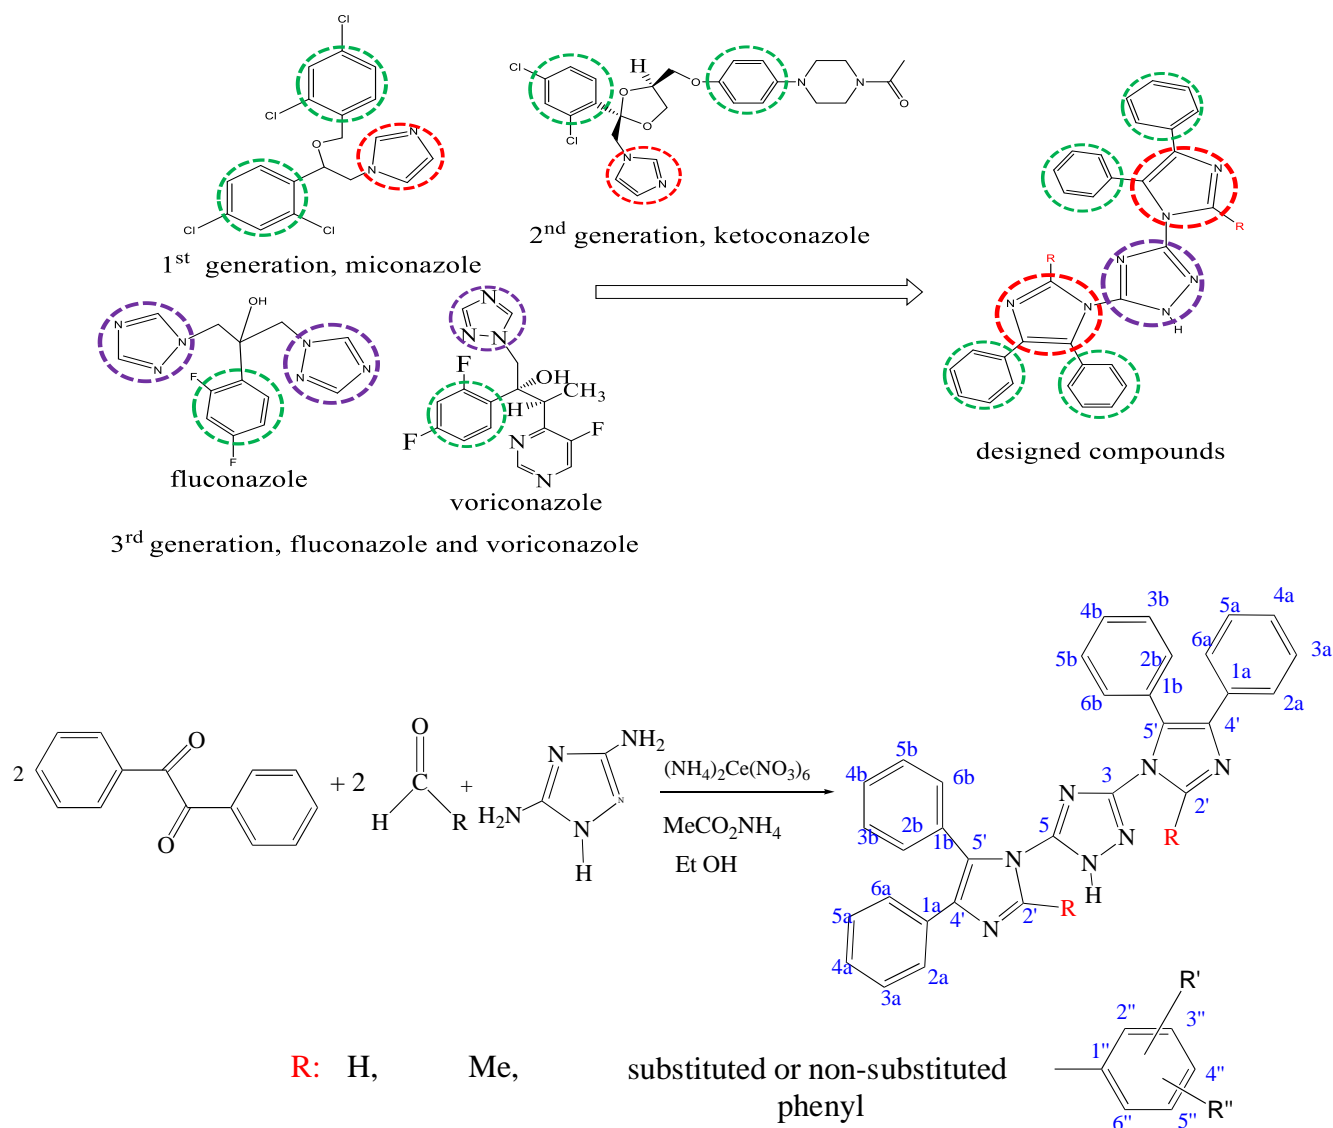 Cl
Cl
O
N
N
Cl
Cl
1st generation, miconazole
Cl
Cl
H
O
O
O
N
N
O
N
N
2nd generation, ketoconazole
N
N
N
OH
N
N
N
F
F
fluconazole
N
N
N
F
OH
CH3
H
F
F
N
N
voriconazole
3rd generation, fluconazole and voriconazole
N
N
R
R
N
N
N
N
N
H
designed compounds
2
O
O
+ 2
O
C
H
R
+
N
NH2
H2N
N
N
H
(NH4)2Ce(NO3)6
MeCO2NH4
Et OH
3b
4b
5b
2b
1b
6b
5a
4a
6a
3a
1a
2a
5'
4'
N
N
3
2'
R
5b
4b
6b
3b
2b
1b
5'
N
5
N
N
N
H
6a
5a
1a
4'
N
2'
R
4a
2a
3a
R: H, Me, substituted or non-substituted
phenyl
R'
2''
3''
1''
4''
R''
6''
5''